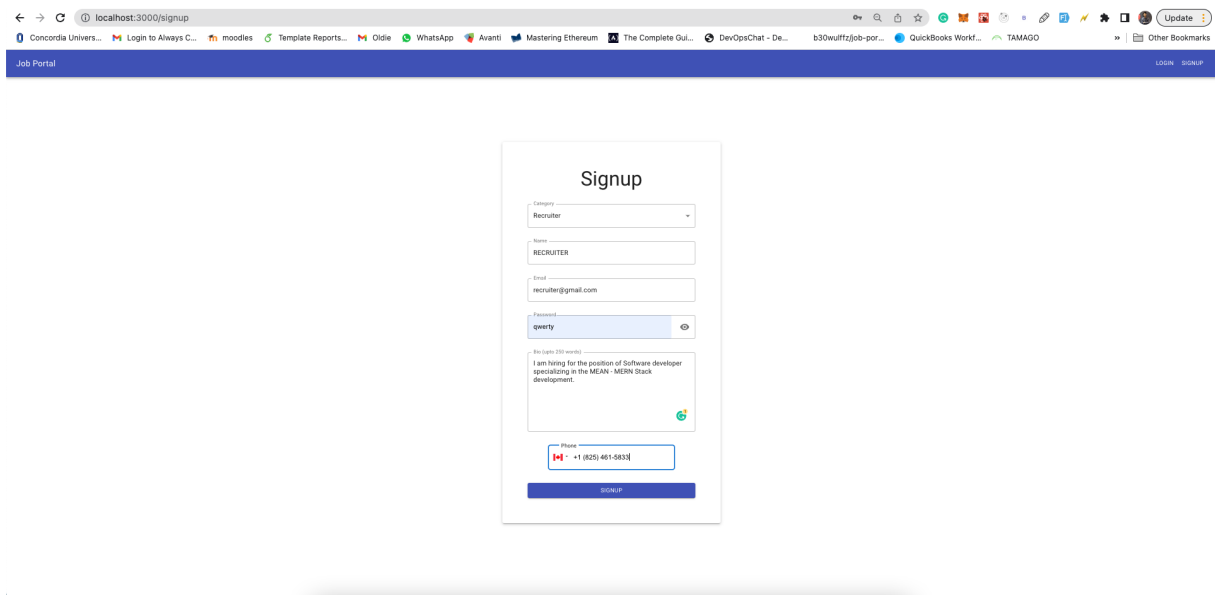 localhost:3000/signup
Update
Concordia Univers... Login to Always C... moodles Template Reports... Oldie WhatsApp Avanti Mastering Ethereum The Complete Gui... DevOpsChat - De... b30wulffz/job-por... QuickBooks Workf... TAMAGO » Other Bookmarks
Job Portal LOGIN SIGNUP
Signup
Category
Recruiter
Name
RECRUITER
Email
recruiter@gmail.com
Password
qwerty
Bio (upto 250 words)
I am hiring for the position of Software developer
specializing in the MEAN - MERN Stack
development.
Phone
+1 (825) 461-5833
SIGNUP